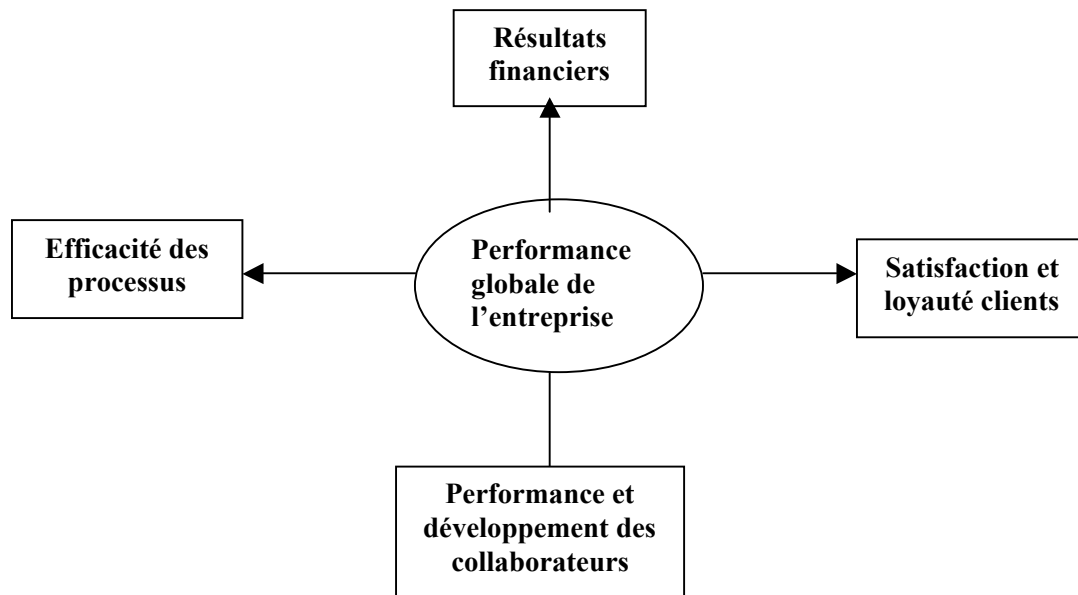 Résultats
financiers
Efficacité des
processus
Performance
globale de
l’entreprise
Satisfaction et
loyauté clients
Performance et
développement des
collaborateurs